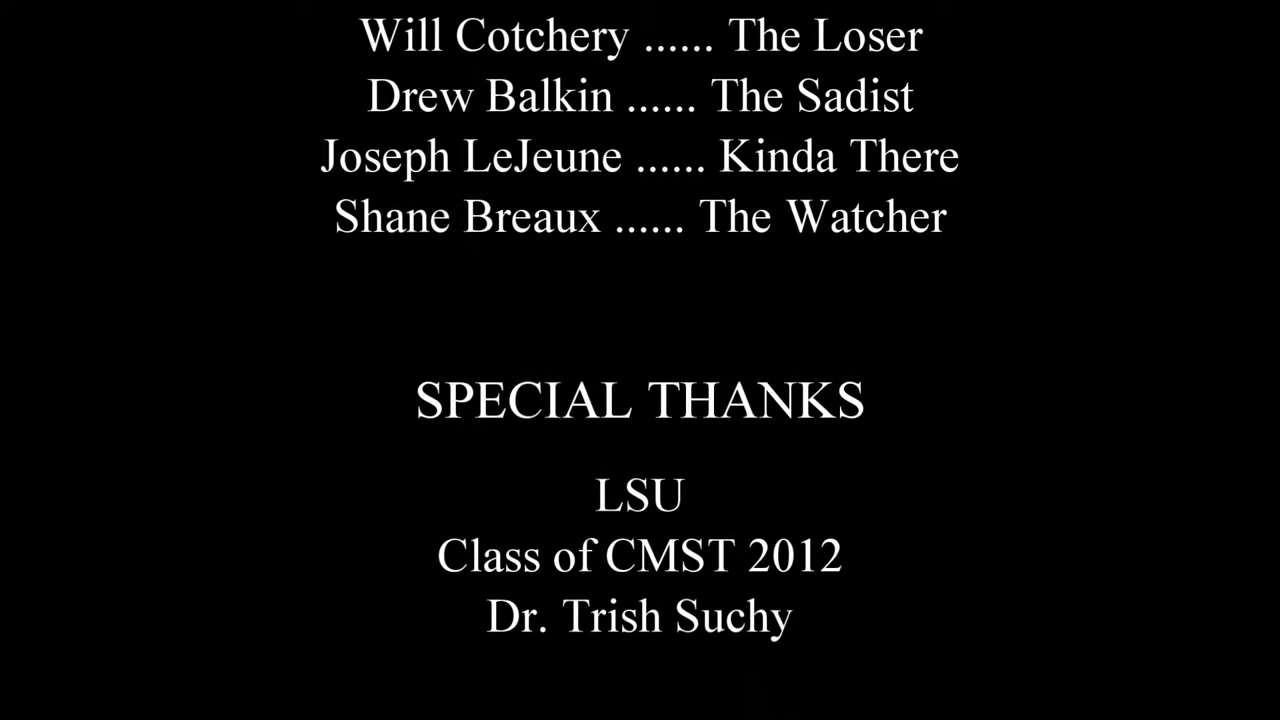 Will Cotchery ...... The Loser
Drew Balkin ...... The Sadist
Joseph LeJeune ...... Kinda There
Shane Breaux ...... The Watcher
SPECIAL THANKS
LSU
Class of CMST 2012
Dr. Trish Suchy